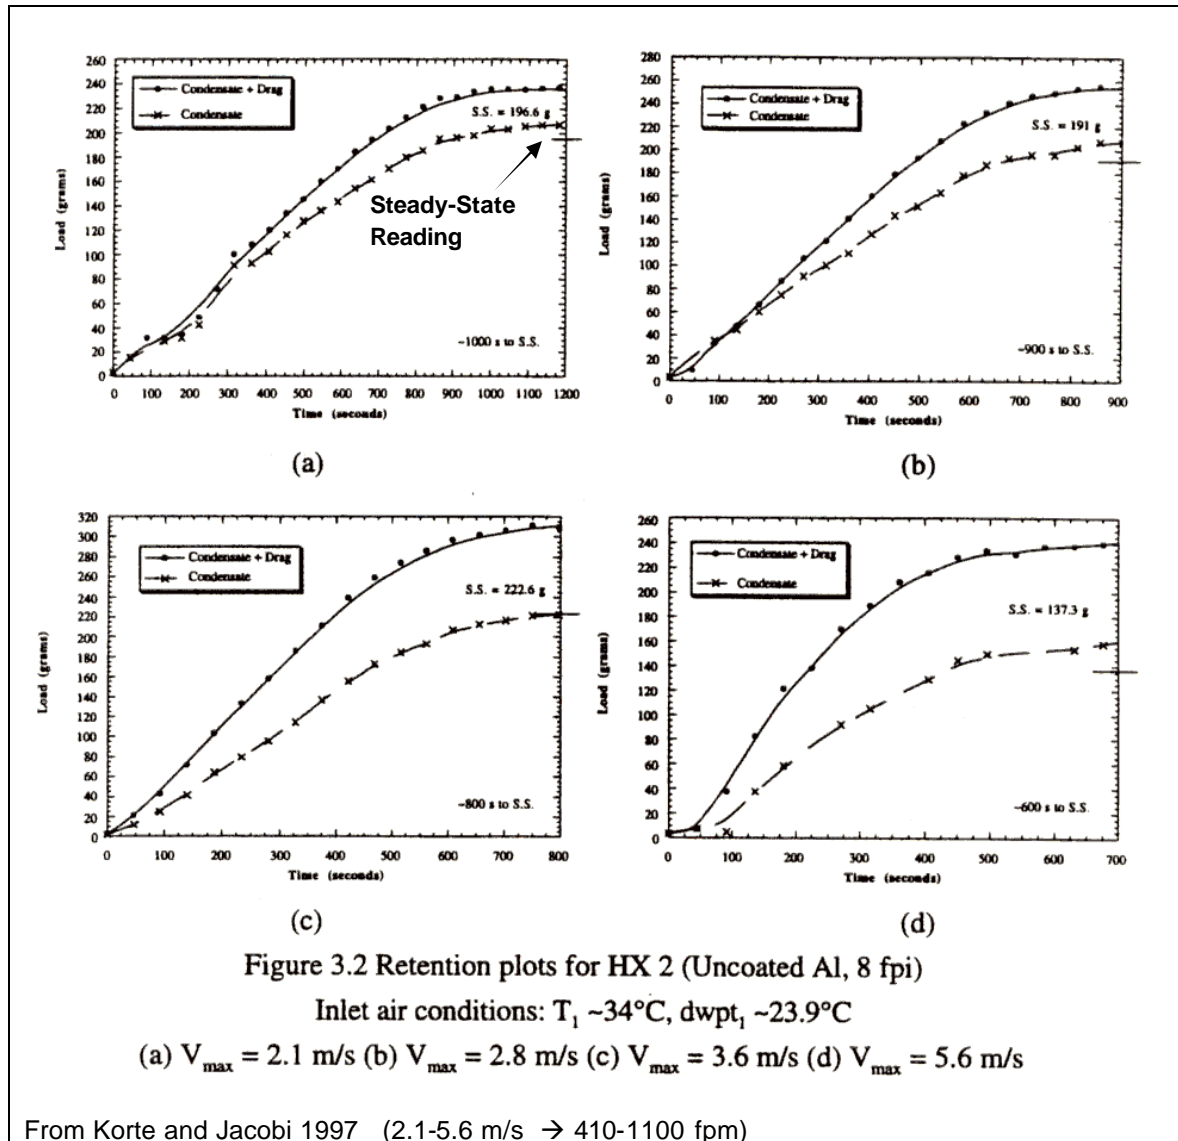 260
240
220
200
180
160
140
120
100
80
60
40
20
0
Load (grams)
Condensate + Drag
Condensate
S.S. = 196.6 g
Steady-State
Reading
~1000 s to S.S.
0 100 200 300 400 500 600 700 800 900 1000 1100 1200
Time (seconds)
(a)
280
260
240
220
200
180
160
140
120
100
80
60
40
20
0
Load (grams)
Condensate + Drag
Condensate
S.S. = 191 g
~900 s to S.S.
0 100 200 300 400 500 600 700 800 900
Time (seconds)
(b)
320
300
280
260
240
220
200
180
160
140
120
100
80
60
40
20
0
Load (grams)
Condensate + Drag
Condensate
S.S. = 222.6 g
~800 s to S.S.
0 100 200 300 400 500 600 700 800
Time (seconds)
(c)
260
240
220
200
180
160
140
120
100
80
60
40
20
0
Load (grams)
Condensate + Drag
Condensate
S.S. = 137.3 g
~600 s to S.S.
0 100 200 300 400 500 600 700
Time (seconds)
(d)
Figure 3.2 Retention plots for HX 2 (Uncoated Al, 8 fpi)
Inlet air conditions: T₁ ~34°C, dwpt₁ ~23.9°C
(a) Vmax = 2.1 m/s (b) Vmax = 2.8 m/s (c) Vmax = 3.6 m/s (d) Vmax = 5.6 m/s
From Korte and Jacobi 1997 (2.1-5.6 m/s → 410-1100 fpm)